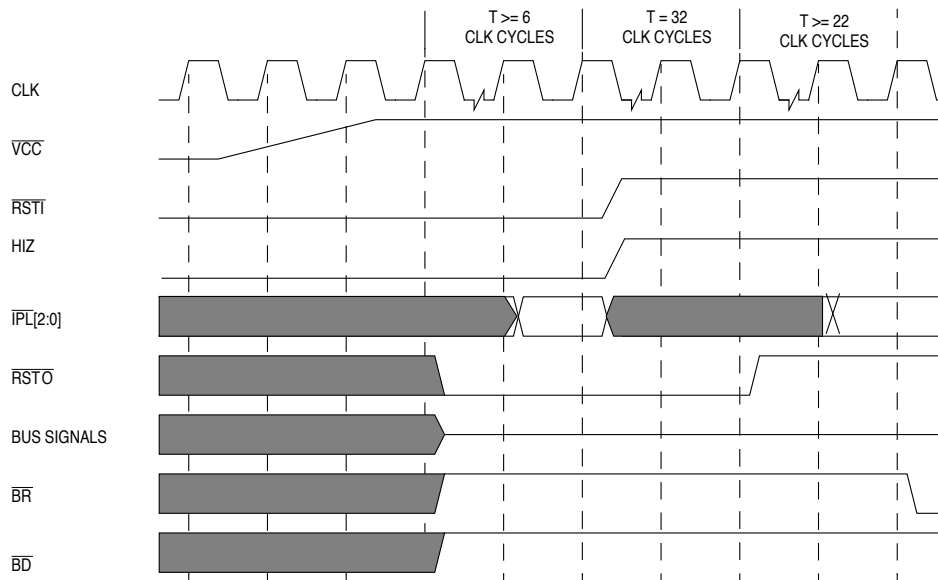 T >= 6
CLK CYCLES
T = 32
CLK CYCLES
T >= 22
CLK CYCLES
CLK
VCC
RSTI
HIZ
IPL[2:0]
RSTO
BUS SIGNALS
BR
BD